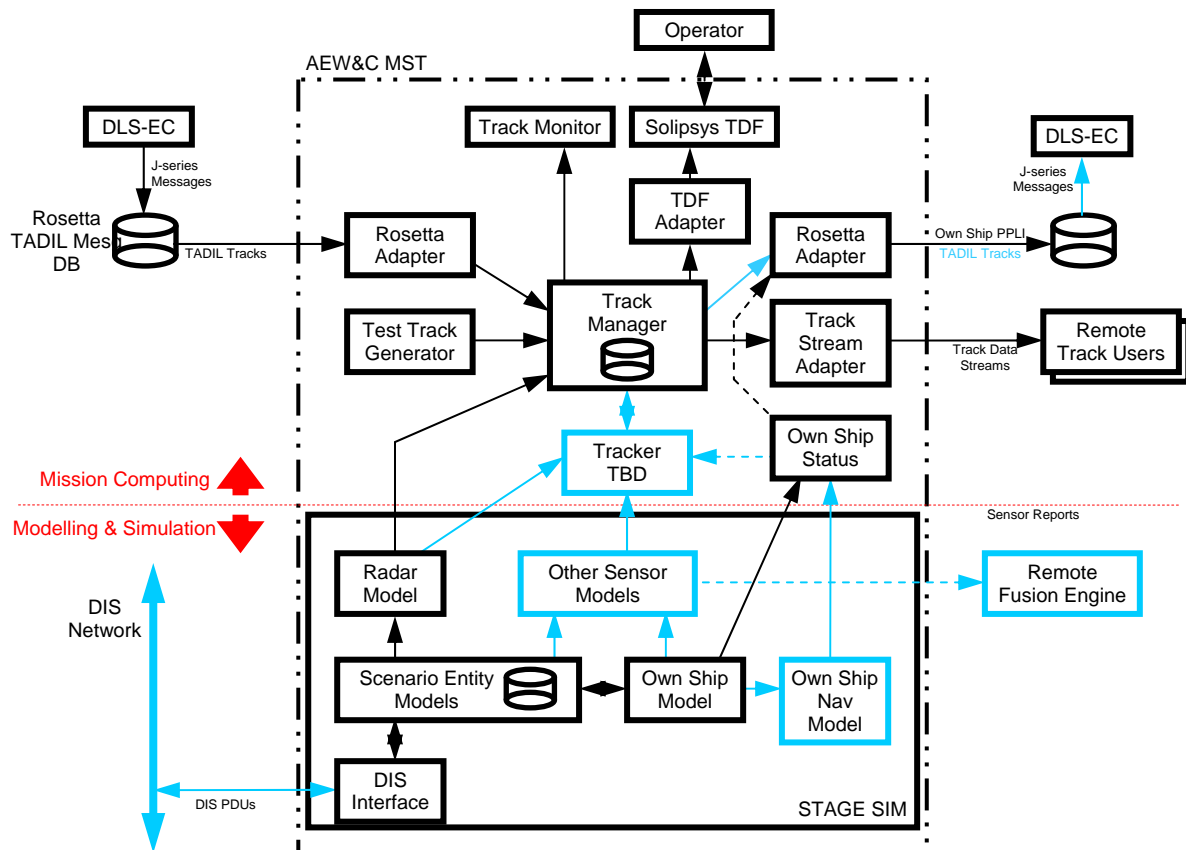 Operator
AEW&C MST
DLS-EC
Track Monitor
Solipsys TDF
DLS-EC
J-series
Messages
J-series
Messages
TDF
Adapter
Rosetta
TADIL Mesg
DB
TADIL Tracks
Rosetta
Adapter
Rosetta
Adapter
Own Ship PPLI
TADIL Tracks
Track
Manager
Test Track
Generator
Track
Stream
Adapter
Track Data
Streams
Remote
Track Users
Tracker
TBD
Own Ship
Status
Mission Computing
Modelling & Simulation
Sensor Reports
Radar
Model
Other Sensor
Models
Remote
Fusion Engine
DIS
Network
Scenario Entity
Models
Own Ship
Model
Own Ship
Nav
Model
DIS
Interface
DIS PDUs
STAGE SIM